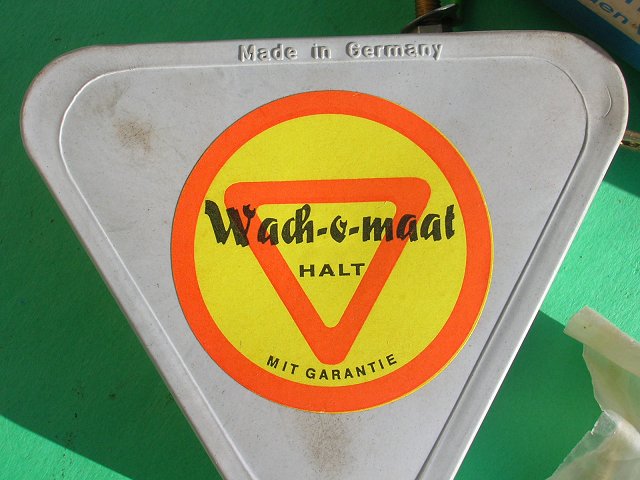 Made in Germany
Wach-o-maat
HALT
MIT GARANTIE